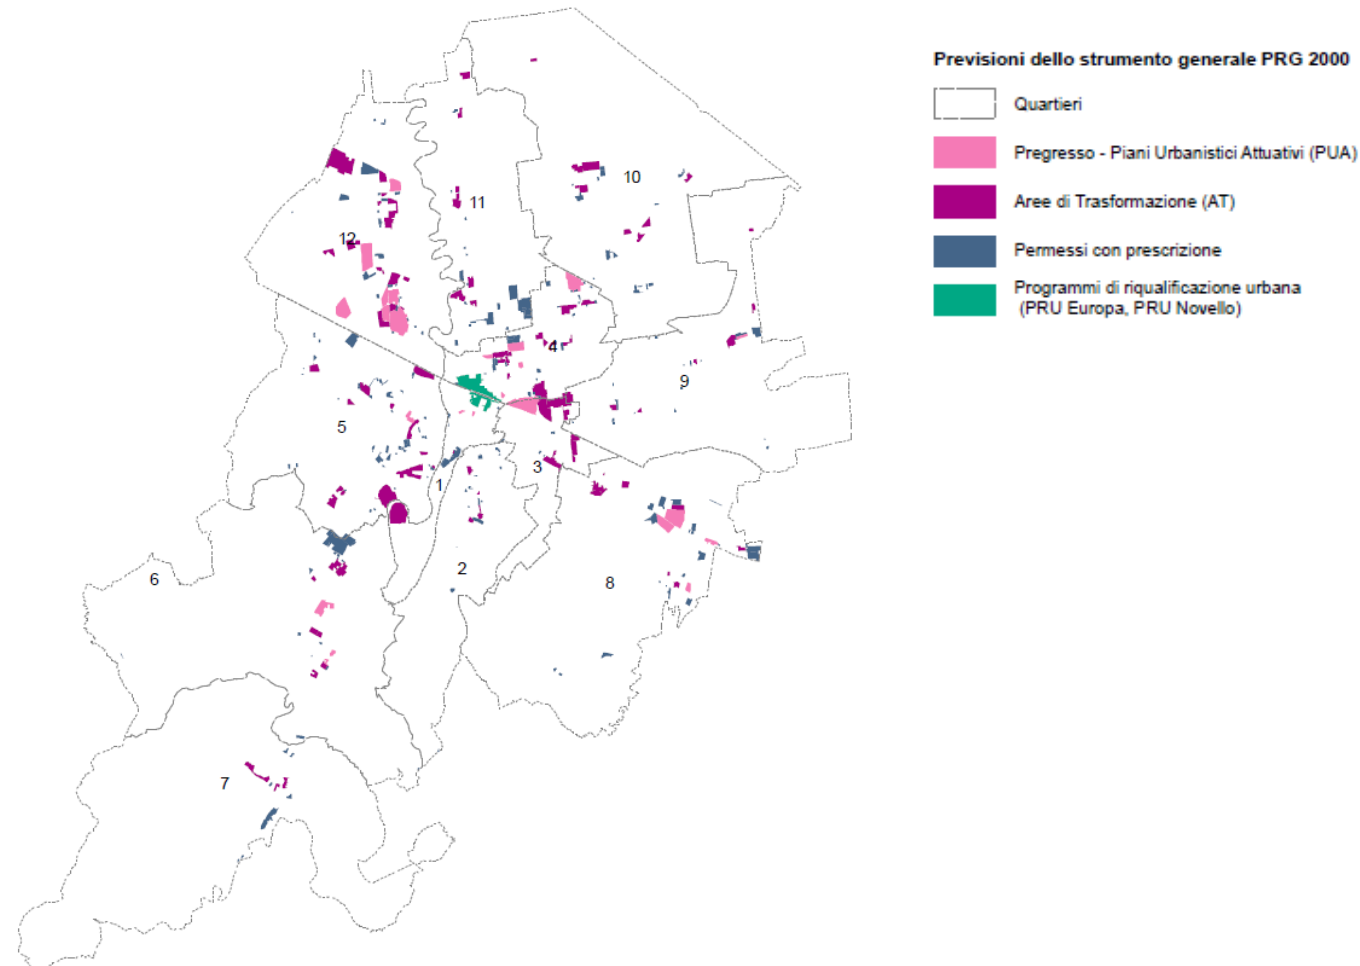 Previsioni dello strumento generale PRG 2000
Quartieri
Pregresso - Piani Urbanistici Attuativi (PUA)
Aree di Trasformazione (AT)
Permessi con prescrizione
Programmi di riqualificazione urbana
(PRU Europa, PRU Novello)
10
11
12
4
9
5
3
1
2
6
8
7